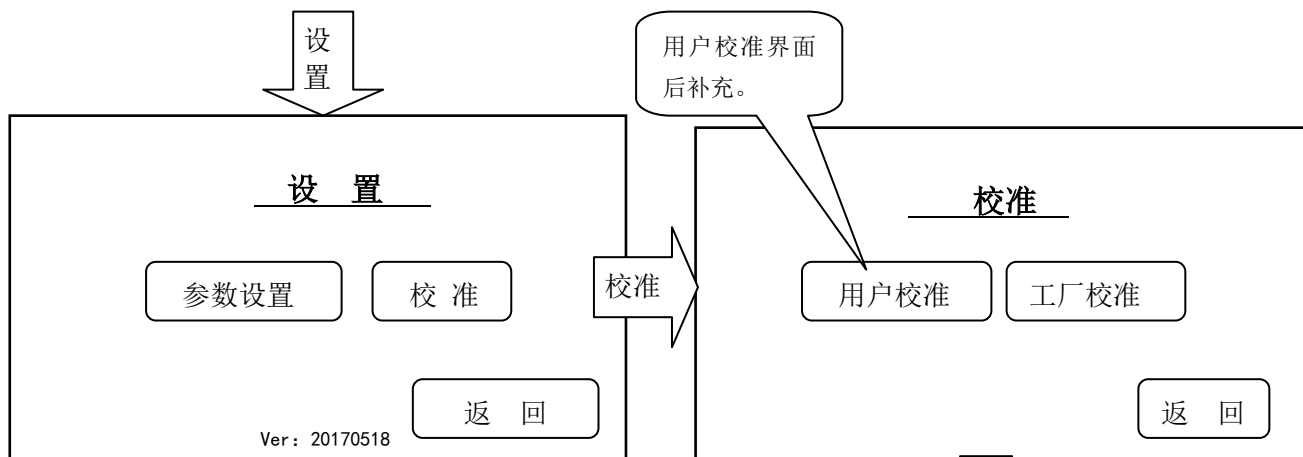 设
置
用户校准界面
后补充。
设 置
参数设置
校 准
返 回
Ver: 20170518
校准
校准
用户校准
工厂校准
返 回